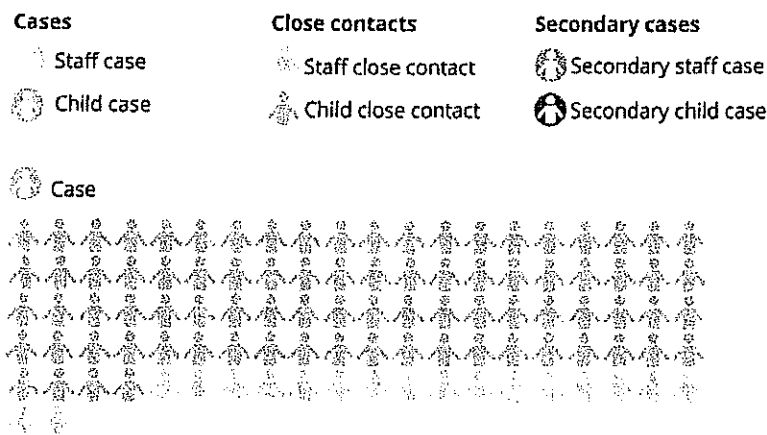 Cases
Staff case
Child case
Close contacts
Staff close contact
Child close contact
Secondary cases
Secondary staff case
Secondary child case
Case